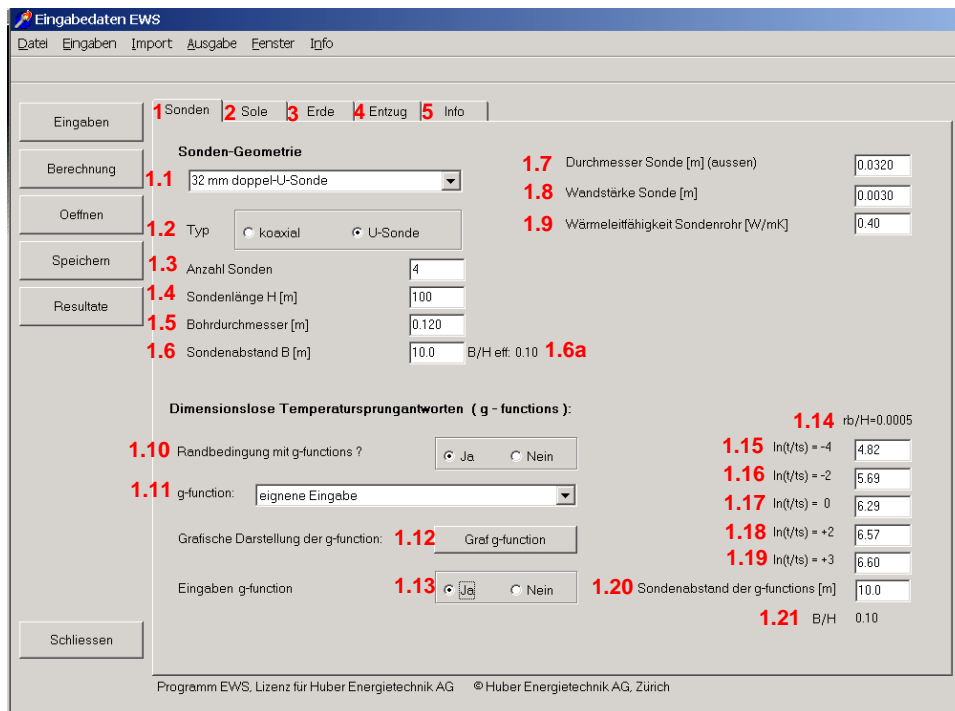 Eingabedaten EWS
Datei Eingaben Import Ausgabe Fenster Info
1 Sonden 2 Sole 3 Erde 4 Entzug 5 Info
Eingaben
Berechnung
Oeffnen
Speichern
Resultate
Schliessen
Sonden-Geometrie
1.1 32 mm doppel-U-Sonde
1.2 Typ koaxial U-Sonde
1.3 Anzahl Sonden 4
1.4 Sondenlänge H [m] 100
1.5 Bohrdurchmesser [m] 0.120
1.6 Sondenabstand B [m] 10.0 B/H eff: 0.10 1.6a
1.7 Durchmesser Sonde [m] (aussen) 0.0320
1.8 Wandstärke Sonde [m] 0.0030
1.9 Wärmeleitfähigkeit Sondenrohr [W/mK] 0.40
Dimensionslose Temperatursprungantworten ( g - functions ):
1.10 Randbedingung mit g-functions ? Ja Nein
1.11 g-function: eignene Eingabe
Grafische Darstellung der g-function: 1.12 Graf g-function
Eingaben g-function 1.13 Ja Nein
1.14 rb/H=0.0005
1.15 ln(t/ts) = -4 4.82
1.16 ln(t/ts) = -2 5.69
1.17 ln(t/ts) = 0 6.29
1.18 ln(t/ts) = +2 6.57
1.19 ln(t/ts) = +3 6.60
1.20 Sondenabstand der g-functions [m] 10.0
1.21 B/H 0.10
Programm EWS, Lizenz für Huber Energietechnik AG © Huber Energietechnik AG, Zürich